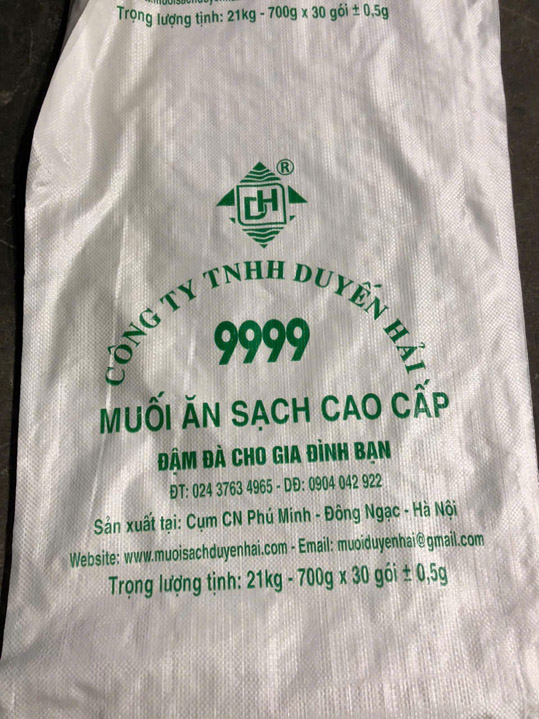 Trọng lượng tịnh: 21kg - 700g x 30 gói ± 0,5g
®
DH
CÔNG TY TNHH DUYẾN HẢI
9999
MUỐI ĂN SẠCH CAO CẤP
ĐẬM ĐÀ CHO GIA ĐÌNH BẠN
ĐT: 024 3763 4965 - DĐ: 0904 042 922
Sản xuất tại: Cụm CN Phú Minh - Đông Ngạc - Hà Nội
Website: www.muoisachduyenhai.com - Email: muoiduyenhai@gmail.com
Trọng lượng tịnh: 21kg - 700g x 30 gói ± 0,5g